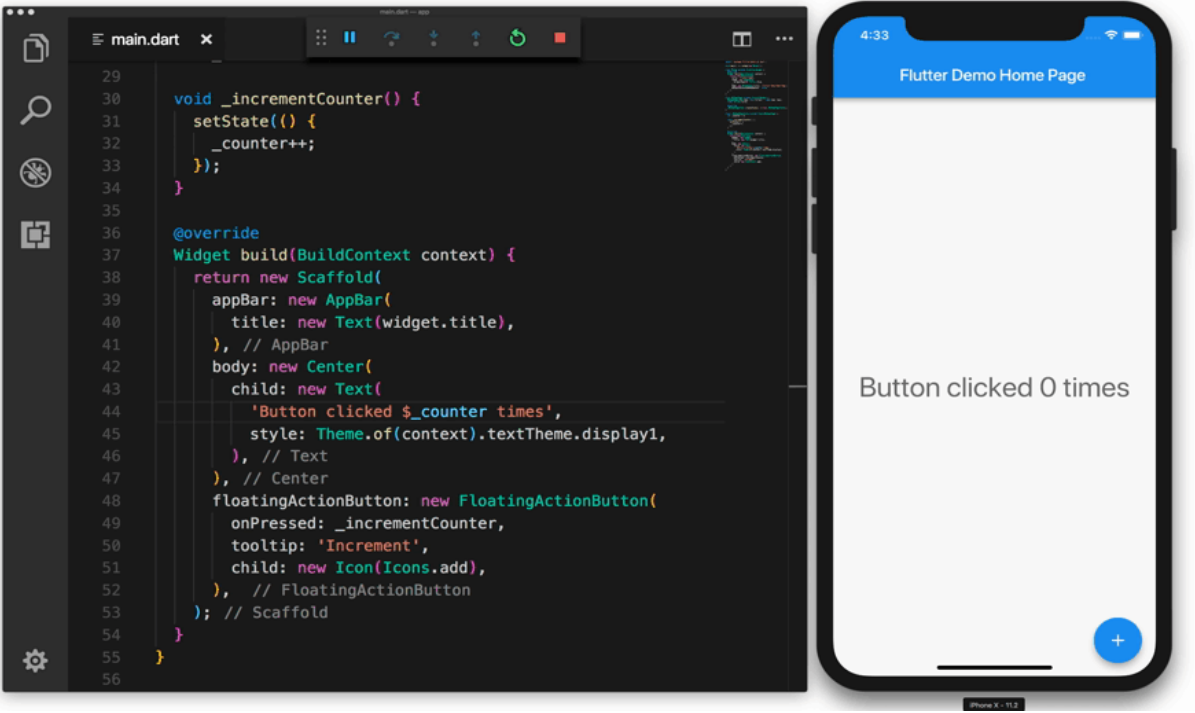 main.dart — app
main.dart
29
30 void _incrementCounter() {
31 setState(() {
32 _counter++;
33 });
34 }
35
36 @override
37 Widget build(BuildContext context) {
38 return new Scaffold(
39 appBar: new AppBar(
40 title: new Text(widget.title),
41 ), // AppBar
42 body: new Center(
43 child: new Text(
44 'Button clicked $_counter times',
45 style: Theme.of(context).textTheme.display1,
46 ), // Text
47 ), // Center
48 floatingActionButton: new FloatingActionButton(
49 onPressed: _incrementCounter,
50 tooltip: 'Increment',
51 child: new Icon(Icons.add),
52 ), // FloatingActionButton
53 ); // Scaffold
54 }
55 }
56
4:33
Flutter Demo Home Page
Button clicked 0 times
+
iPhone X - 11.2